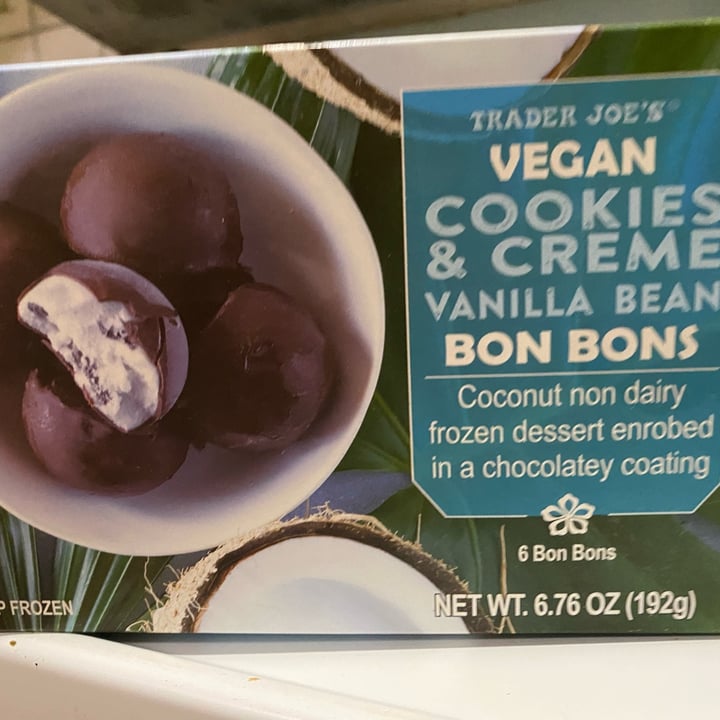 TRADER JOE'S®
VEGAN
COOKIES
& CREME
VANILLA BEAN
BON BONS
Coconut non dairy
frozen dessert enrobed
in a chocolatey coating
6 Bon Bons
P FROZEN
NET WT. 6.76 OZ (192g)